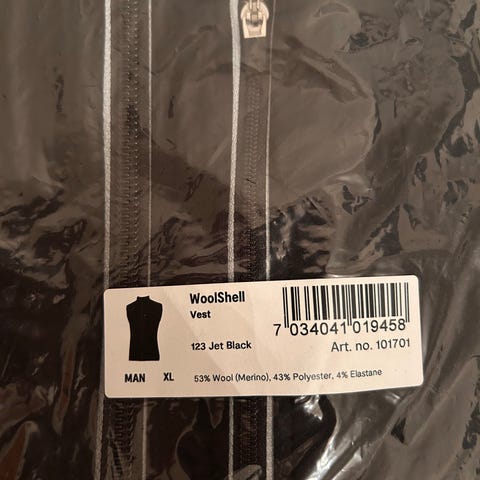 WoolShell
Vest
123 Jet Black
7 034041 019458
Art. no. 101701
MAN XL
53% Wool (Merino), 43% Polyester, 4% Elastane